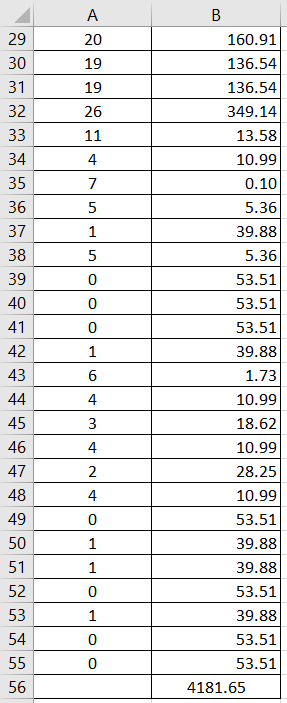 A B
29 20 160.91
30 19 136.54
31 19 136.54
32 26 349.14
33 11 13.58
34 4 10.99
35 7 0.10
36 5 5.36
37 1 39.88
38 5 5.36
39 0 53.51
40 0 53.51
41 0 53.51
42 1 39.88
43 6 1.73
44 4 10.99
45 3 18.62
46 4 10.99
47 2 28.25
48 4 10.99
49 0 53.51
50 1 39.88
51 1 39.88
52 0 53.51
53 1 39.88
54 0 53.51
55 0 53.51
56 4181.65